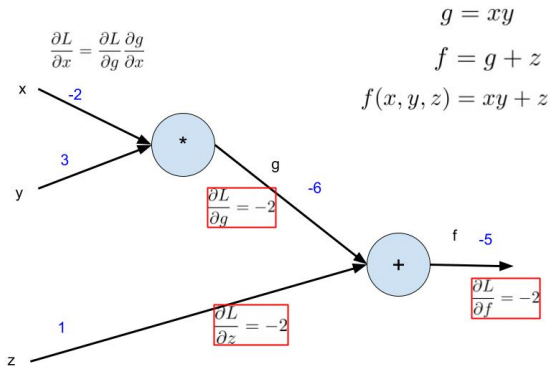 g = xy
∂L/∂x = ∂L/∂g ∂g/∂x
f = g + z
f(x, y, z) = xy + z
x
-2
*
3
y
g
-6
∂L/∂g = −2
f
-5
+
∂L/∂f = −2
1
∂L/∂z = −2
z